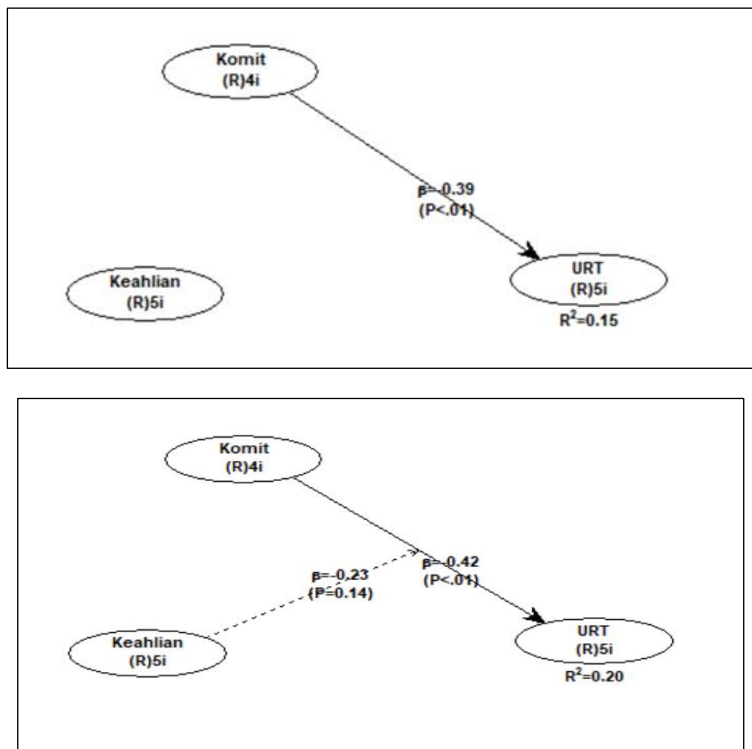 Komit
(R)4i
β=-0.39
(P<.01)
Keahlian
(R)5i
URT
(R)5i
R²=0.15
Komit
(R)4i
β=-0.23
(P=0.14)
β=-0.42
(P<.01)
Keahlian
(R)5i
URT
(R)5i
R²=0.20